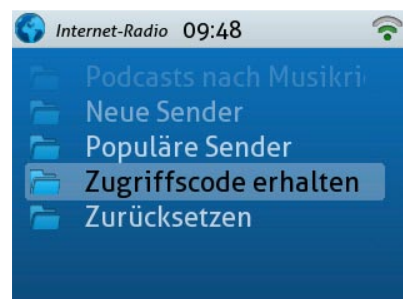 Internet-Radio 09:48
Podcasts nach Musikri
Neue Sender
Populäre Sender
Zugriffscode erhalten
Zurücksetzen